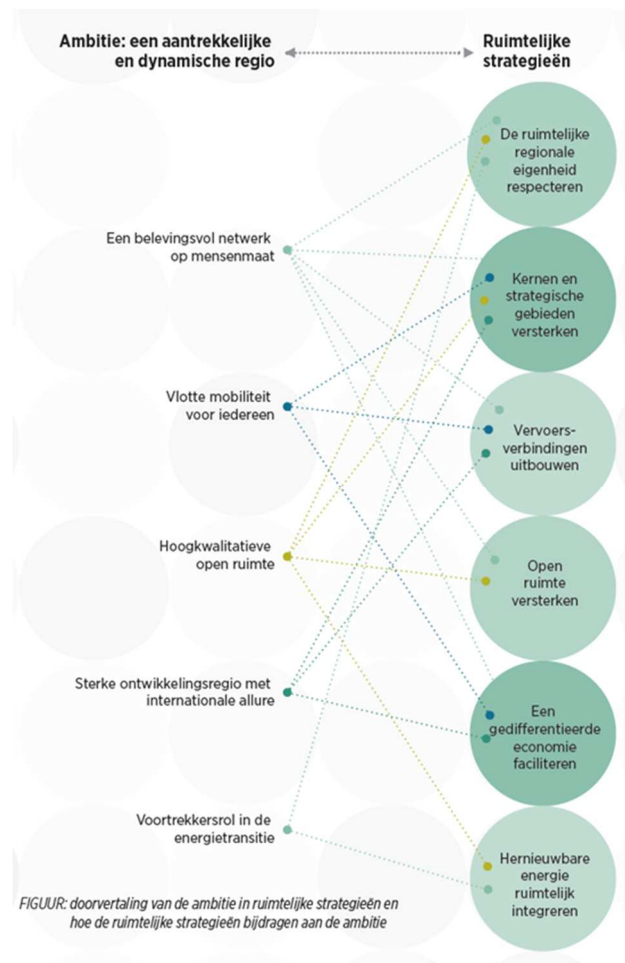 Ambitie: een aantrekkelijke
en dynamische regio
Ruimtelijke
strategieën
De ruimtelijke
regionale
eigenheid
respecteren
Een belevingsvol netwerk
op mensenmaat
Kernen en
strategische
gebieden
versterken
Vlotte mobiliteit
voor iedereen
Vervoers-
verbindingen
uitbouwen
Hoogkwalitatieve
open ruimte
Open
ruimte
versterken
Sterke ontwikkelingsregio met
internationale allure
Een
gedifferentieerde
economie
faciliteren
Voortrekkersrol in de
energietransitie
Hernieuwbare
energie
ruimtelijk
integreren
FIGUUR: doorvertaling van de ambitie in ruimtelijke strategieën en
hoe de ruimtelijke strategieën bijdragen aan de ambitie